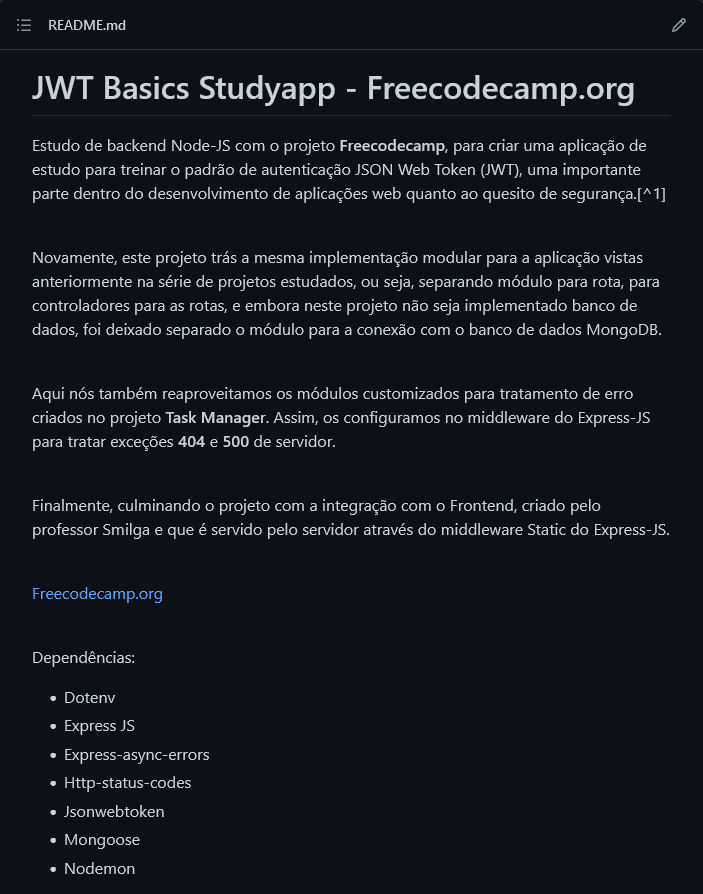 README.md
JWT Basics Studyapp - Freecodecamp.org
Estudo de backend Node-JS com o projeto Freecodecamp, para criar uma aplicação de
estudo para treinar o padrão de autenticação JSON Web Token (JWT), uma importante
parte dentro do desenvolvimento de aplicações web quanto ao quesito de segurança.[^1]
Novamente, este projeto trás a mesma implementação modular para a aplicação vistas
anteriormente na série de projetos estudados, ou seja, separando módulo para rota, para
controladores para as rotas, e embora neste projeto não seja implementado banco de
dados, foi deixado separado o módulo para a conexão com o banco de dados MongoDB.
Aqui nós também reaproveitamos os módulos customizados para tratamento de erro
criados no projeto Task Manager. Assim, os configuramos no middleware do Express-JS
para tratar exceções 404 e 500 de servidor.
Finalmente, culminando o projeto com a integração com o Frontend, criado pelo
professor Smilga e que é servido pelo servidor através do middleware Static do Express-JS.
Freecodecamp.org
Dependências:
• Dotenv
• Express JS
• Express-async-errors
• Http-status-codes
• Jsonwebtoken
• Mongoose
• Nodemon